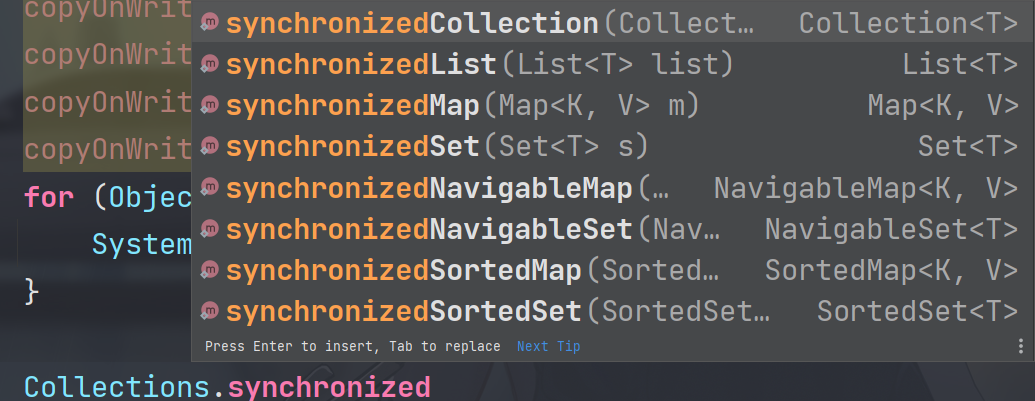 copyOnWrit
synchronizedCollection(Collect… Collection<T>
copyOnWrit
synchronizedList(List<T> list) List<T>
copyOnWrit
synchronizedMap(Map<K, V> m) Map<K, V>
copyOnWrit
synchronizedSet(Set<T> s) Set<T>
for (Objec
synchronizedNavigableMap(… NavigableMap<K, V>
System
synchronizedNavigableSet(Nav… NavigableSet<T>
synchronizedSortedMap(Sorted… SortedMap<K, V>
}
synchronizedSortedSet(SortedSet… SortedSet<T>
Press Enter to insert, Tab to replace Next Tip
Collections.synchronized